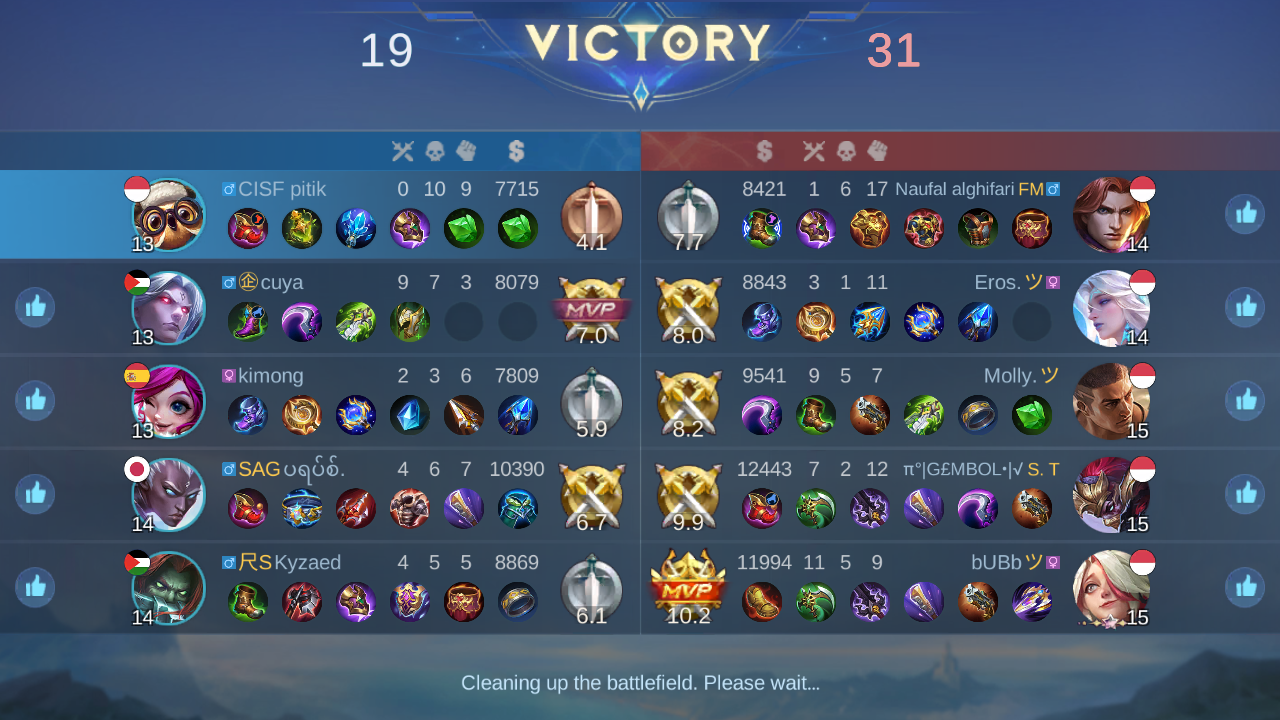 19 VICTORY 31
CISF pitik 0 10 9 7715
13 4.1
7.7 8421 1 6 17 Naufal alghifari FM
14
企cuya 9 7 3 8079
13 MVP 7.0
8.0 8843 3 1 11 Eros.ツ
14
kimong 2 3 6 7809
13 5.9
8.2 9541 9 5 7 Molly.ツ
15
SAGပရုပ်စ်. 4 6 7 10390
14 6.7
9.9 12443 7 2 12 π°|G£MBOL•|√ S. T
15
尺S Kyzaed 4 5 5 8869
14 6.1
MVP 10.2 11994 11 5 9 bUBbツ
15
Cleaning up the battlefield. Please wait...